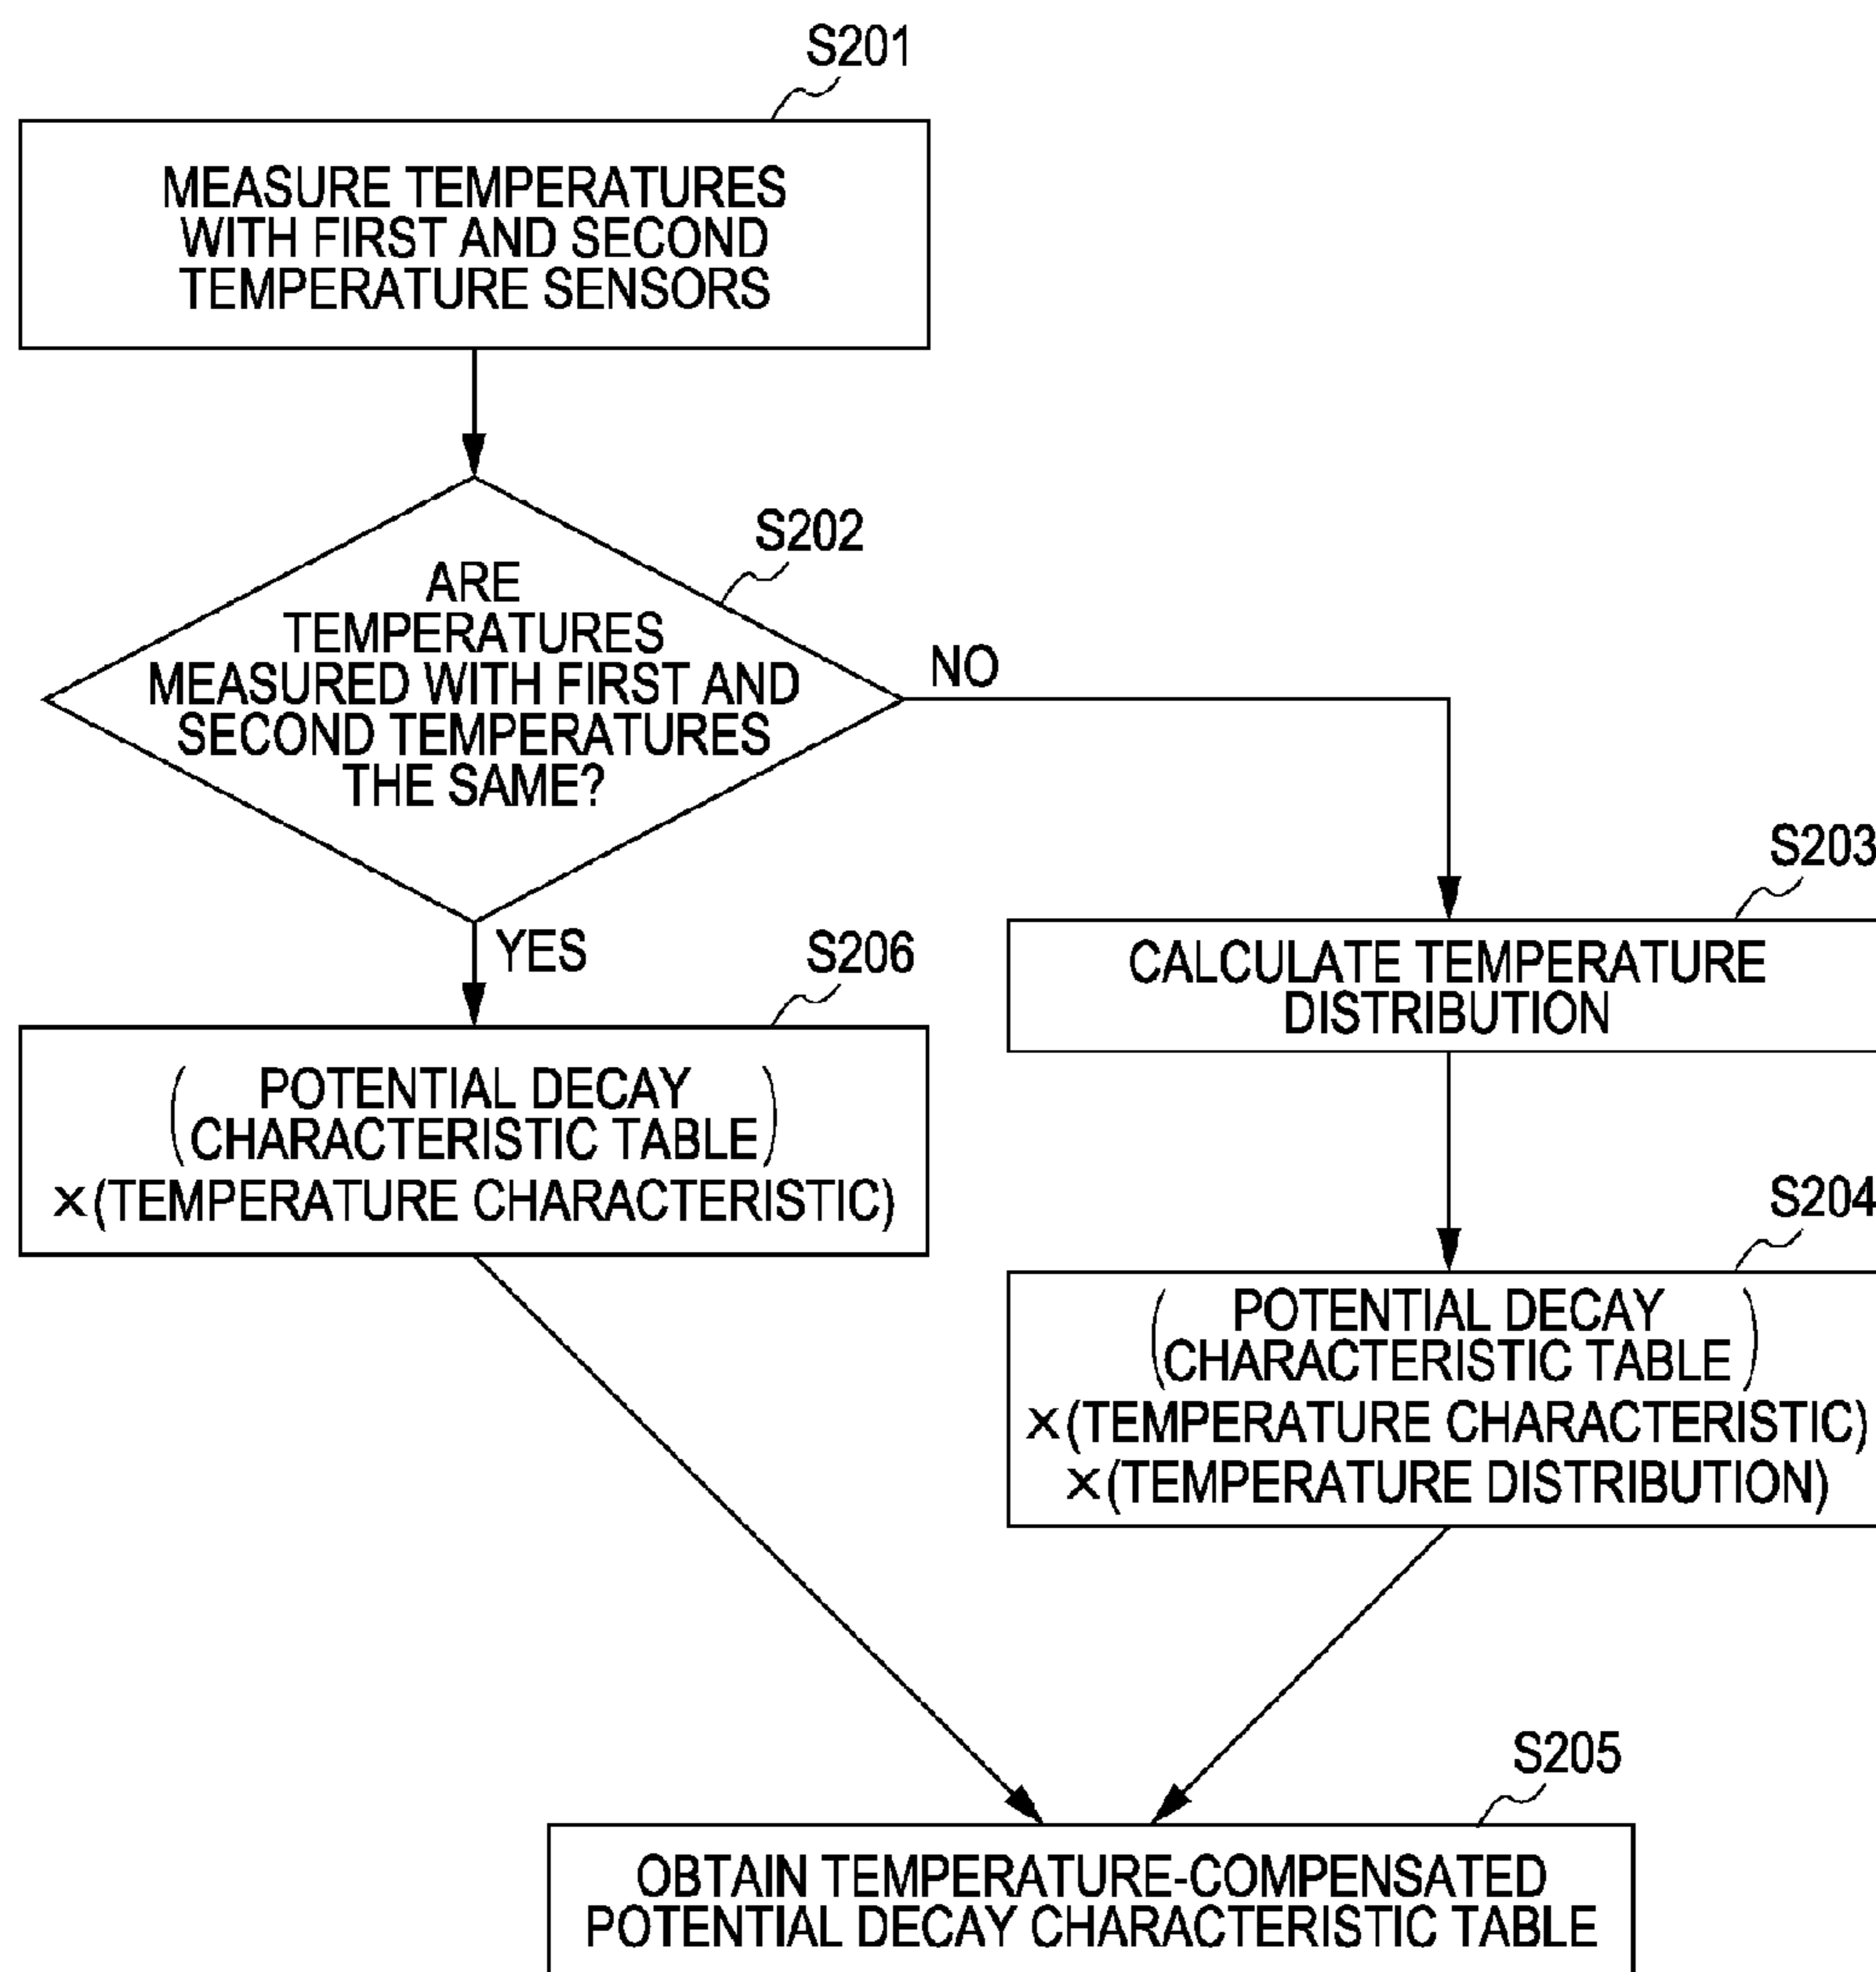 S201
MEASURE TEMPERATURES
WITH FIRST AND SECOND
TEMPERATURE SENSORS
S202
ARE
TEMPERATURES
MEASURED WITH FIRST AND
SECOND TEMPERATURES
THE SAME?
NO
YES
S203
CALCULATE TEMPERATURE
DISTRIBUTION
S206
(POTENTIAL DECAY
CHARACTERISTIC TABLE)
×(TEMPERATURE CHARACTERISTIC)
S204
(POTENTIAL DECAY
CHARACTERISTIC TABLE)
×(TEMPERATURE CHARACTERISTIC)
×(TEMPERATURE DISTRIBUTION)
S205
OBTAIN TEMPERATURE-COMPENSATED
POTENTIAL DECAY CHARACTERISTIC TABLE